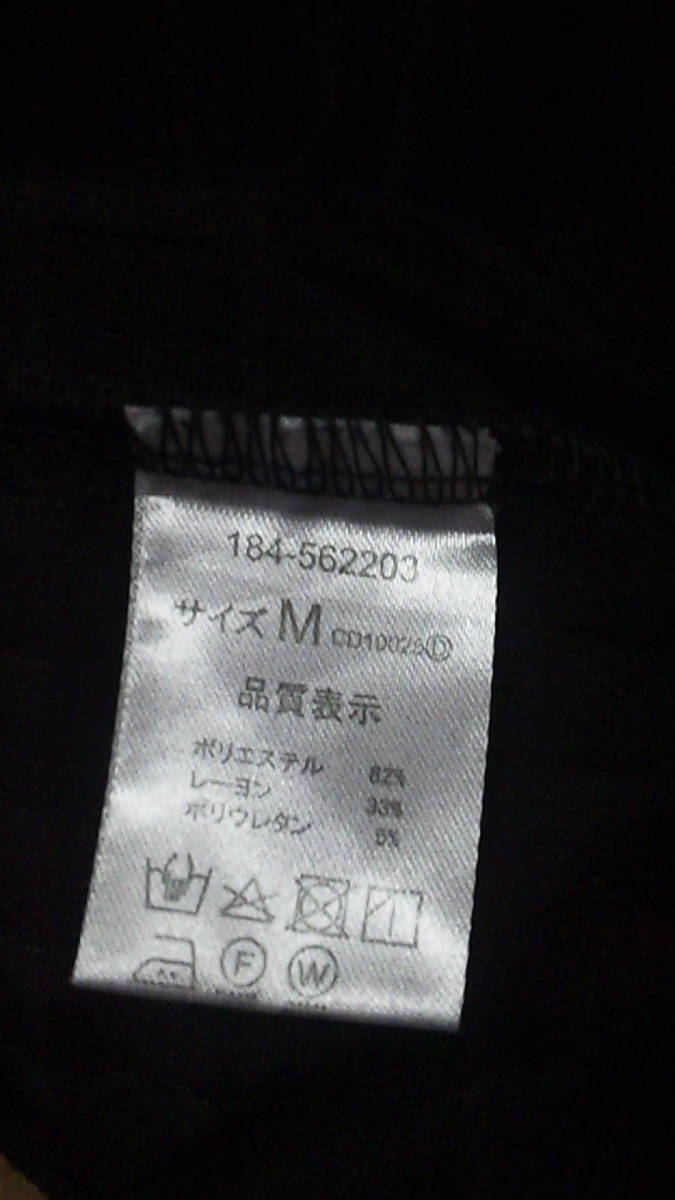 184-562203
サイズ M CD10026Ⓓ
品質表示
ポリエステル 62%
レーヨン 33%
ポリウレタン 5%
F W